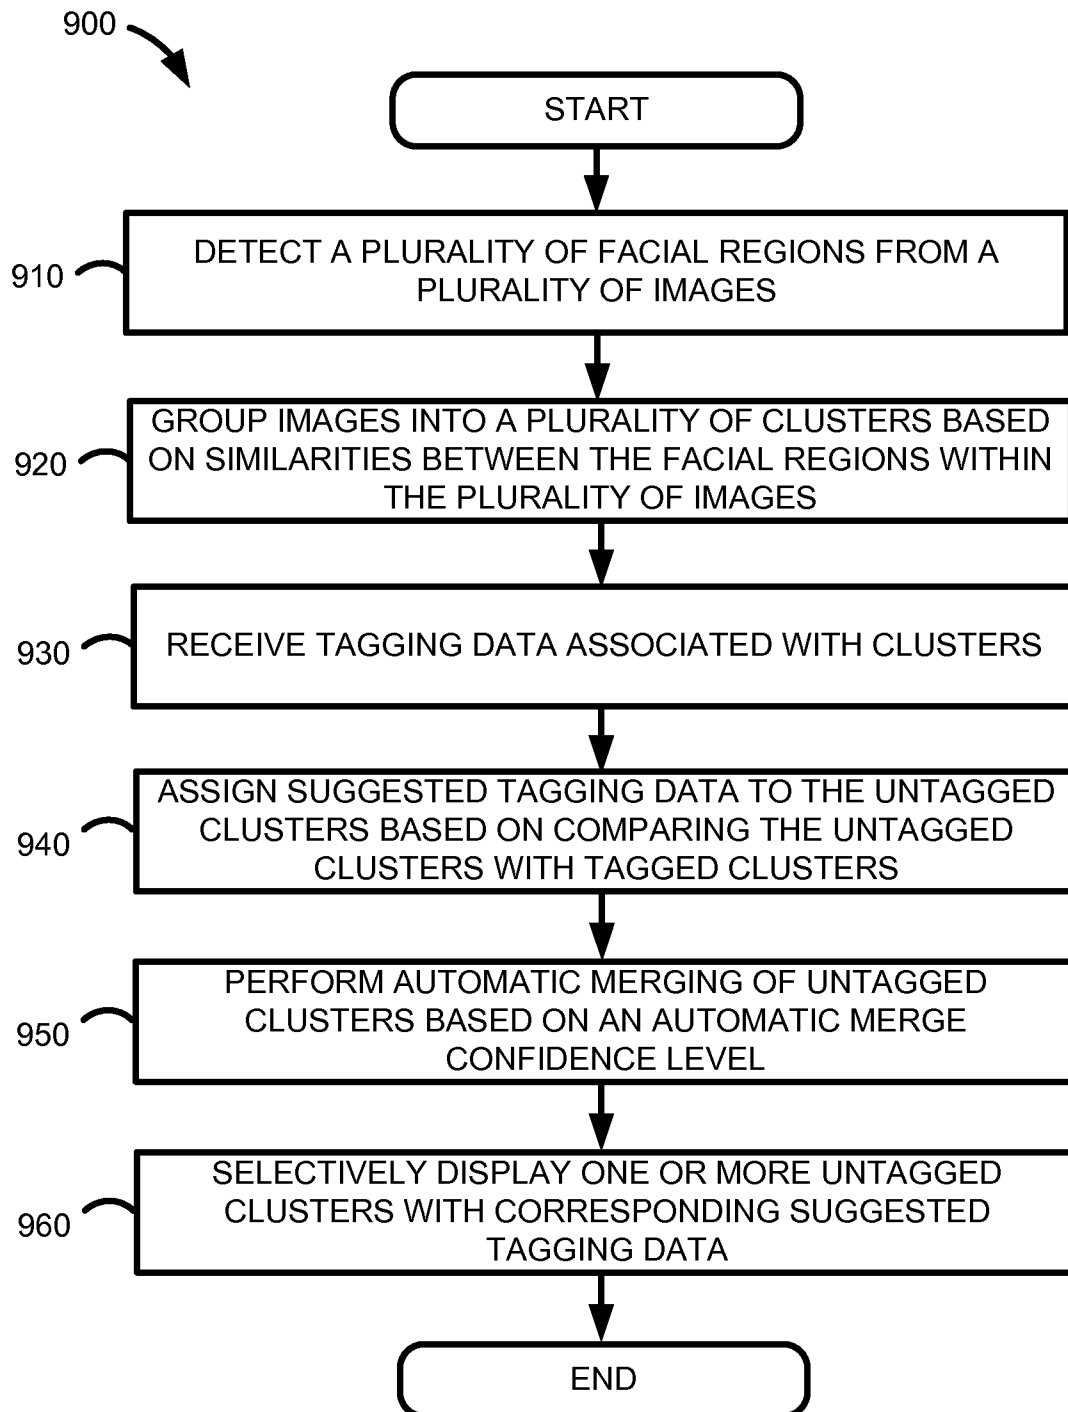 900
START
910
DETECT A PLURALITY OF FACIAL REGIONS FROM A
PLURALITY OF IMAGES
920
GROUP IMAGES INTO A PLURALITY OF CLUSTERS BASED
ON SIMILARITIES BETWEEN THE FACIAL REGIONS WITHIN
THE PLURALITY OF IMAGES
930
RECEIVE TAGGING DATA ASSOCIATED WITH CLUSTERS
940
ASSIGN SUGGESTED TAGGING DATA TO THE UNTAGGED
CLUSTERS BASED ON COMPARING THE UNTAGGED
CLUSTERS WITH TAGGED CLUSTERS
950
PERFORM AUTOMATIC MERGING OF UNTAGGED
CLUSTERS BASED ON AN AUTOMATIC MERGE
CONFIDENCE LEVEL
960
SELECTIVELY DISPLAY ONE OR MORE UNTAGGED
CLUSTERS WITH CORRESPONDING SUGGESTED
TAGGING DATA
END